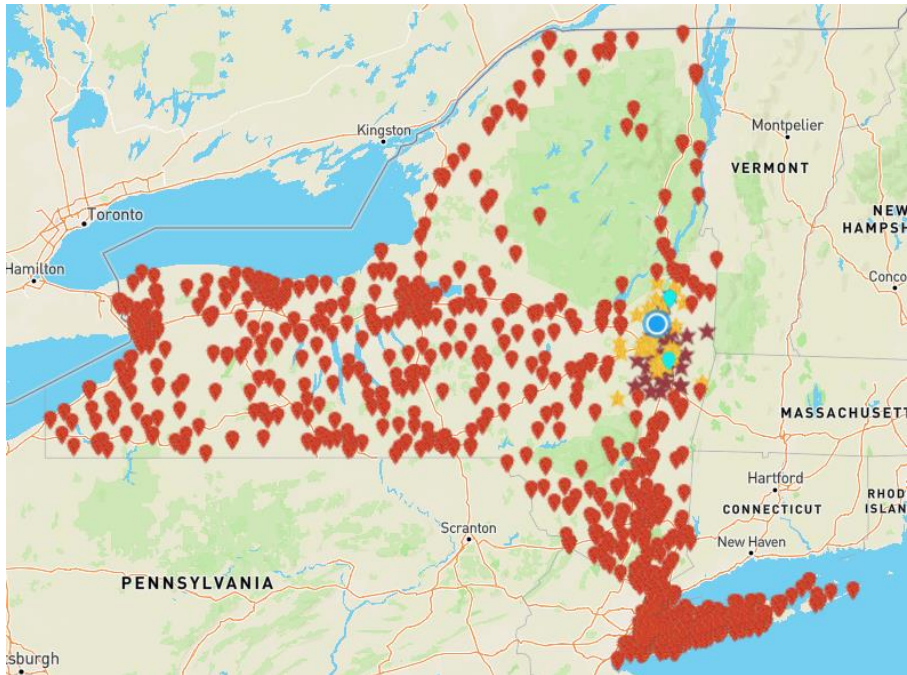 Kingston
Montpelier
VERMONT
Toronto
NEW
HAMPSH
Hamilton
Conco
MASSACHUSETT
Hartford
CONNECTICUT
RHOD
ISLAN
Scranton
New Haven
PENNSYLVANIA
tsburgh